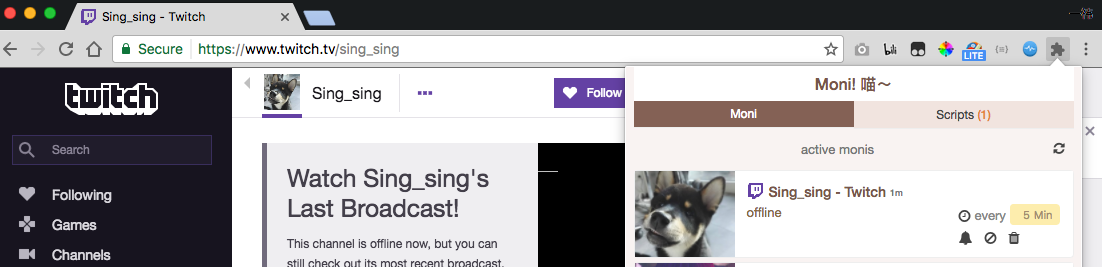 Sing_sing - Twitch
Secure https://www.twitch.tv/sing_sing
LITE
twitch
Sing_sing
Follow
Moni! 喵～
Moni
Scripts (1)
Search
active monis
Following
Games
Channels
Watch Sing_sing's
Last Broadcast!
This channel is offline now, but you can
still check out its most recent broadcast.
Sing_sing - Twitch 1m
offline
every 5 Min